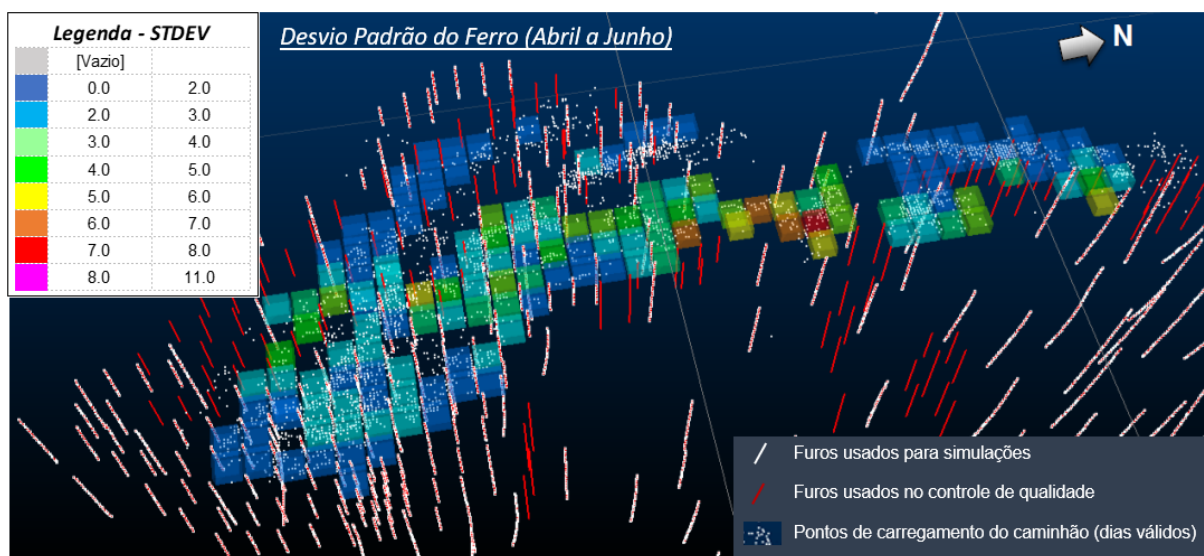 Legenda - STDEV
[Vazio]
0.0 2.0
2.0 3.0
3.0 4.0
4.0 5.0
5.0 6.0
6.0 7.0
7.0 8.0
8.0 11.0
Desvio Padrão do Ferro (Abril a Junho)
N
Furos usados para simulações
Furos usados no controle de qualidade
Pontos de carregamento do caminhão (dias válidos)